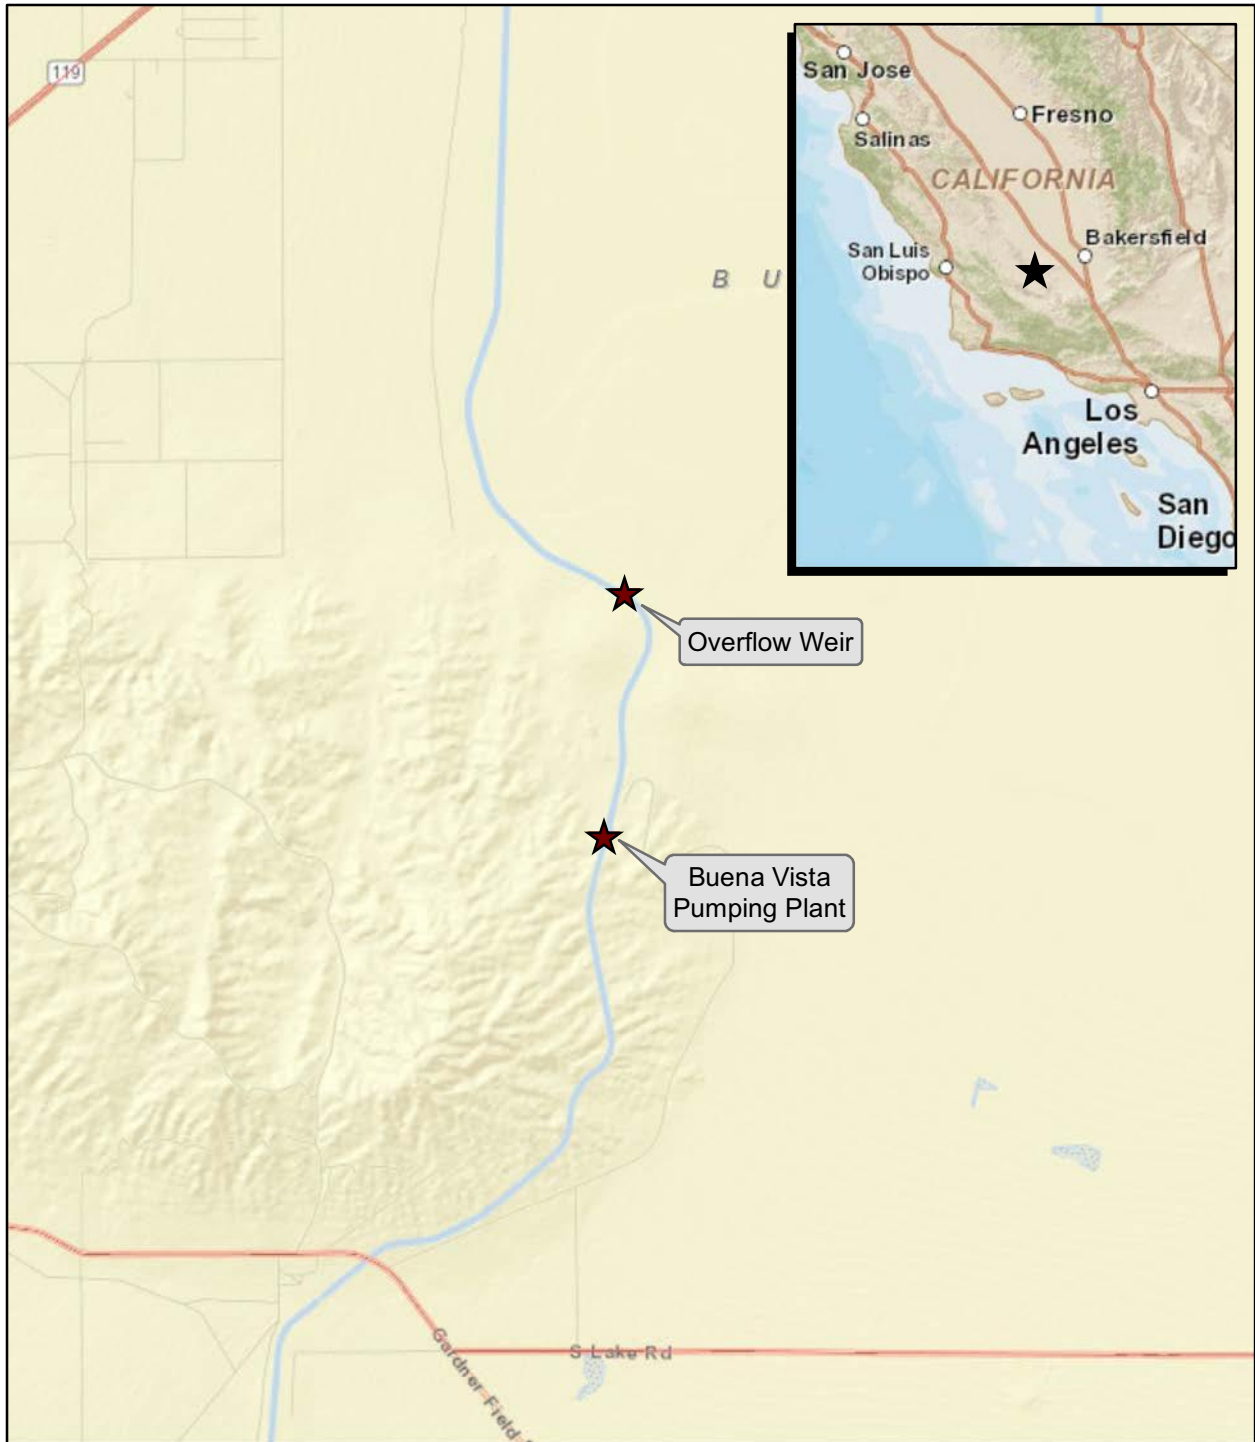 119
San Jose
Fresno
Salinas
CALIFORNIA
San Luis
Obispo
Bakersfield
B U
Los
Angeles
San
Diego
Overflow Weir
Buena Vista
Pumping Plant
S Lake Rd
Gardner Field